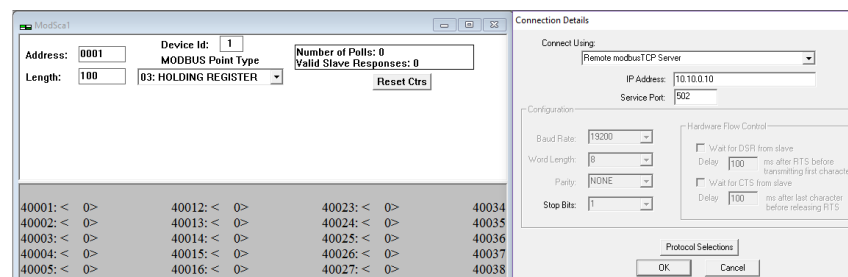 ModSca1
Address: 0001
Device Id: 1
MODBUS Point Type
Length: 100
03: HOLDING REGISTER
Number of Polls: 0
Valid Slave Responses: 0
Reset Ctrs
40001: < 0> 40012: < 0> 40023: < 0> 40034
40002: < 0> 40013: < 0> 40024: < 0> 40035
40003: < 0> 40014: < 0> 40025: < 0> 40036
40004: < 0> 40015: < 0> 40026: < 0> 40037
40005: < 0> 40016: < 0> 40027: < 0> 40038
Connection Details
Connect Using:
Remote modbusTCP Server
IP Address: 10.10.0.10
Service Port: 502
Configuration
Baud Rate: 19200
Word Length: 8
Parity: NONE
Stop Bits: 1
Hardware Flow Control
Wait for DSR from slave
Delay 100 ms after RTS before
transmitting first characte
Wait for CTS from slave
Delay 100 ms after last character
before releasing RTS
Protocol Selections
OK Cancel